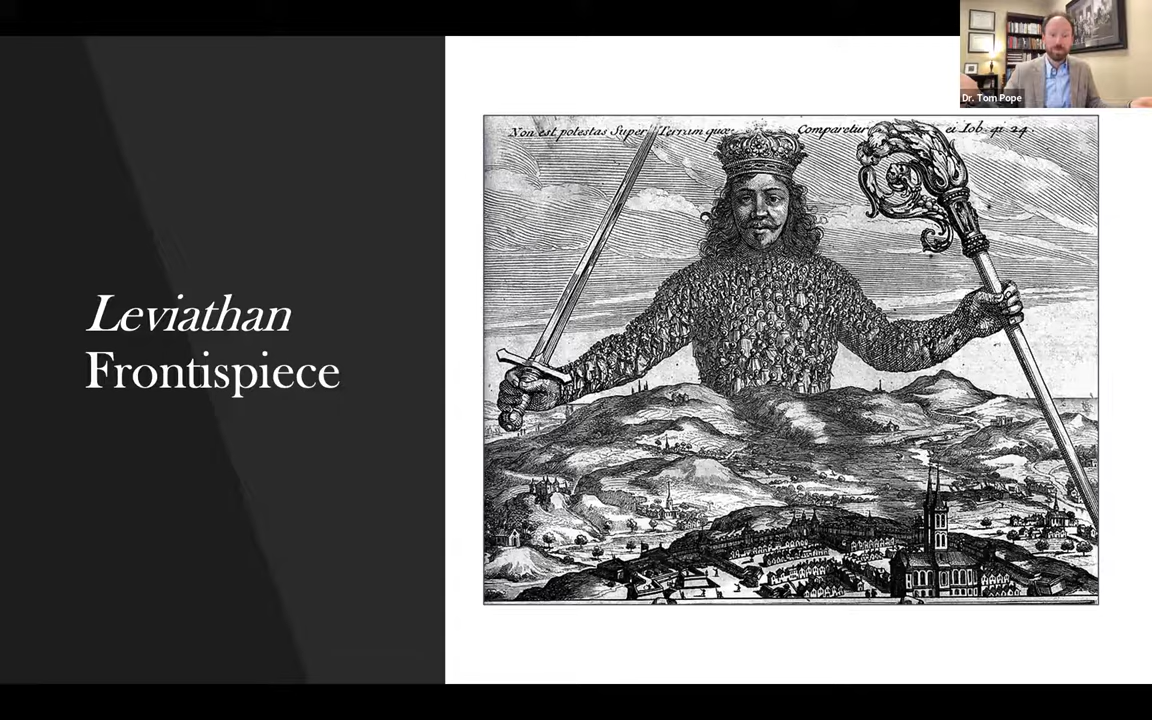 Dr. Tom Pope
Non est potestas Super Terram quæ Comparetur ei Iob. 41. 24.
Leviathan
Frontispiece